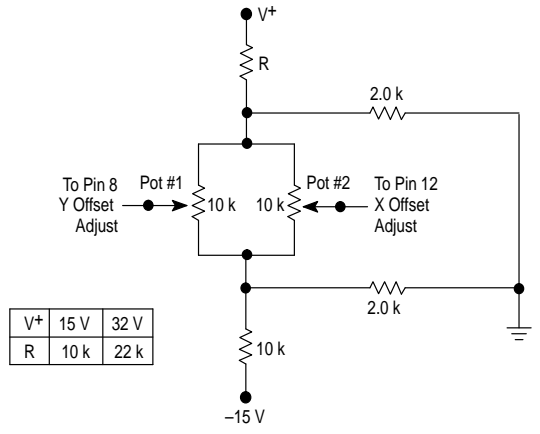 V+
R
2.0 k
To Pin 8
Y Offset
Adjust
Pot #1
10 k
10 k
Pot #2
To Pin 12
X Offset
Adjust
2.0 k
V+ 15 V 32 V
R 10 k 22 k
10 k
–15 V